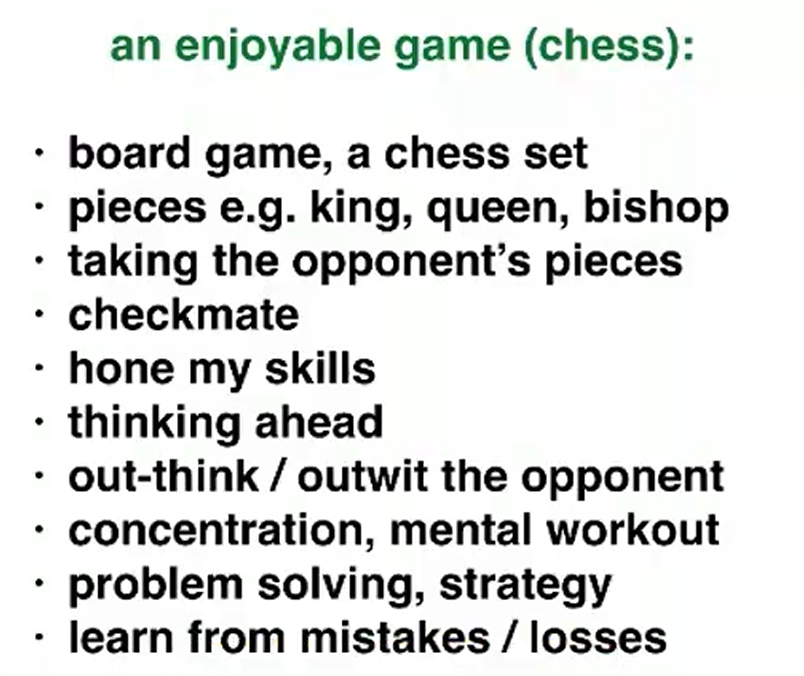 an enjoyable game (chess):
· board game, a chess set
· pieces e.g. king, queen, bishop
· taking the opponent’s pieces
· checkmate
· hone my skills
· thinking ahead
· out-think / outwit the opponent
· concentration, mental workout
· problem solving, strategy
· learn from mistakes / losses